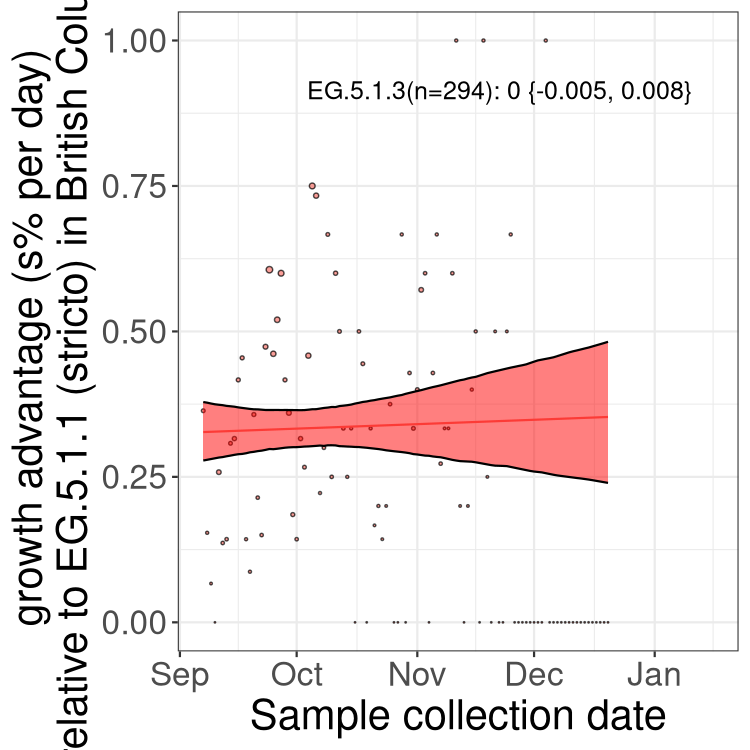 growth advantage (s% per day)
relative to EG.5.1.1 (stricto) in British
1.00
0.75
0.50
0.25
0.00
EG.5.1.3(n=294): 0 {-0.005, 0.008}
Sep Oct Nov Dec Jan
Sample collection date